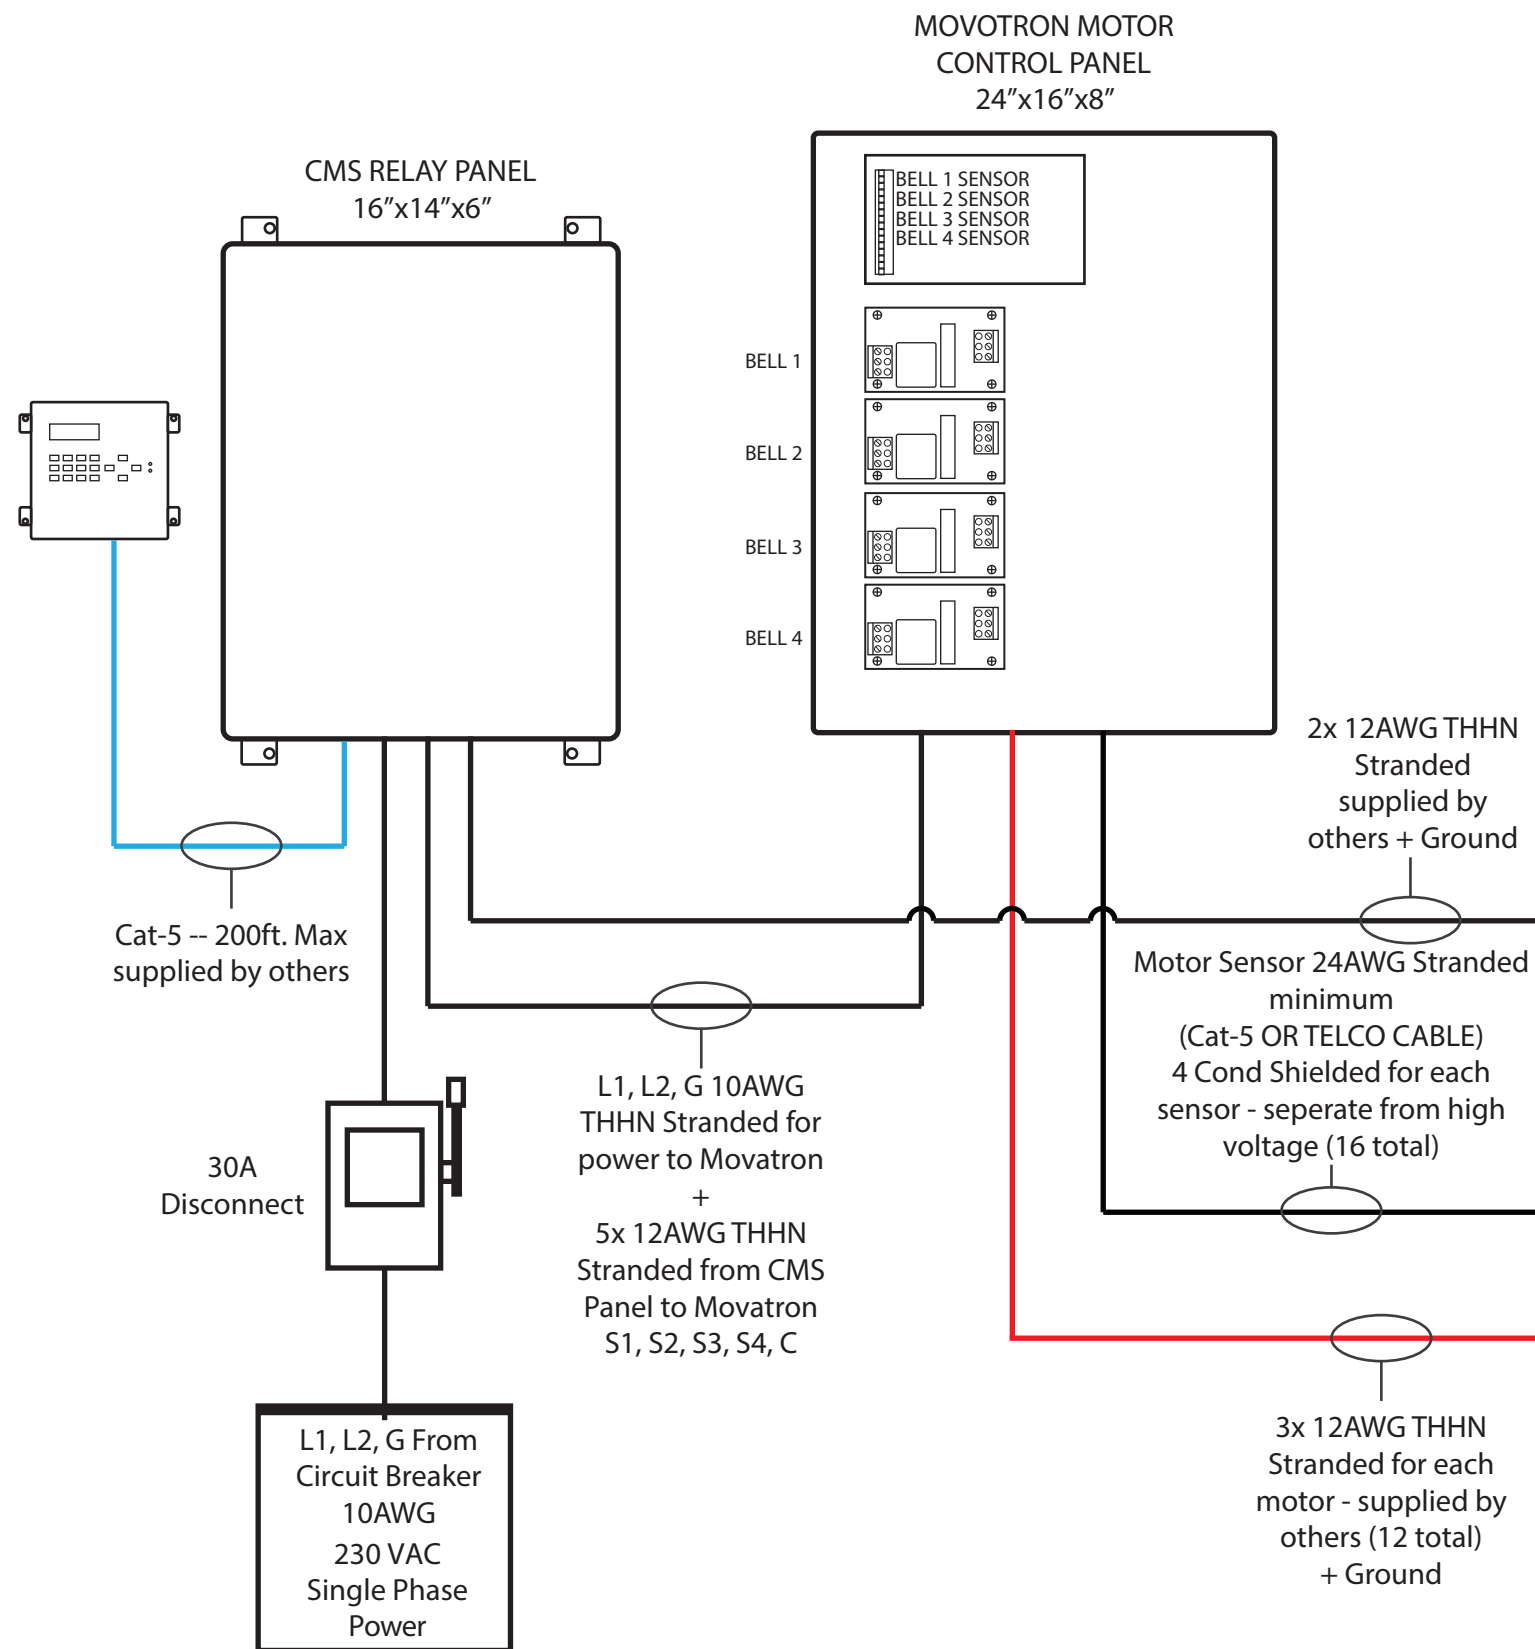 MOVOTRON MOTOR
CONTROL PANEL
24”x16”x8”
CMS RELAY PANEL
16”x14”x6”
BELL 1 SENSOR
BELL 2 SENSOR
BELL 3 SENSOR
BELL 4 SENSOR
BELL 1
BELL 2
BELL 3
BELL 4
2x 12AWG THHN
Stranded
supplied by
others + Ground
Cat-5 -- 200ft. Max
supplied by others
Motor Sensor 24AWG Stranded
minimum
(Cat-5 OR TELCO CABLE)
4 Cond Shielded for each
sensor - seperate from high
voltage (16 total)
L1, L2, G 10AWG
THHN Stranded for
power to Movatron
+
5x 12AWG THHN
Stranded from CMS
Panel to Movatron
S1, S2, S3, S4, C
30A
Disconnect
3x 12AWG THHN
Stranded for each
motor - supplied by
others (12 total)
+ Ground
L1, L2, G From
Circuit Breaker
10AWG
230 VAC
Single Phase
Power